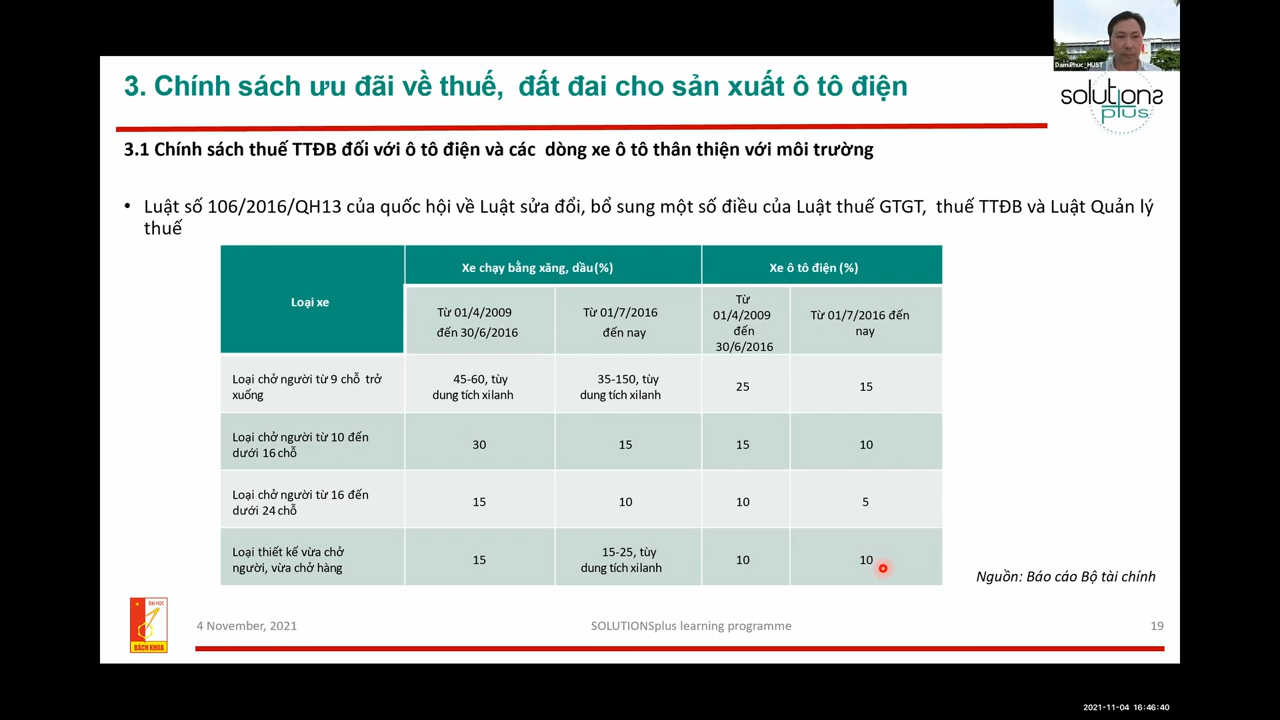 DamPhuc_HUST
solutions
plus
3. Chính sách ưu đãi về thuế, đất đai cho sản xuất ô tô điện
3.1 Chính sách thuế TTĐB đối với ô tô điện và các dòng xe ô tô thân thiện với môi trường
• Luật số 106/2016/QH13 của quốc hội về Luật sửa đổi, bổ sung một số điều của Luật thuế GTGT, thuế TTĐB và Luật Quản lý
thuế
Loại xe
Xe chạy bằng xăng, dầu(%)
Xe ô tô điện (%)
Từ 01/4/2009
đến 30/6/2016
Từ 01/7/2016
đến nay
Từ
01/4/2009
đến
30/6/2016
Từ 01/7/2016 đến
nay
Loại chở người từ 9 chỗ trở
xuống
45-60, tùy
dung tích xilanh
35-150, tùy
dung tích xilanh
25
15
Loại chở người từ 10 đến
dưới 16 chỗ
30
15
15
10
Loại chở người từ 16 đến
dưới 24 chỗ
15
10
10
5
Loại thiết kế vừa chở
người, vừa chở hàng
15
15-25, tùy
dung tích xilanh
10
10
Nguồn: Báo cáo Bộ tài chính
ĐẠI HỌC
BÁCH KHOA
4 November, 2021
SOLUTIONSplus learning programme
19
2021-11-04 16:46:40